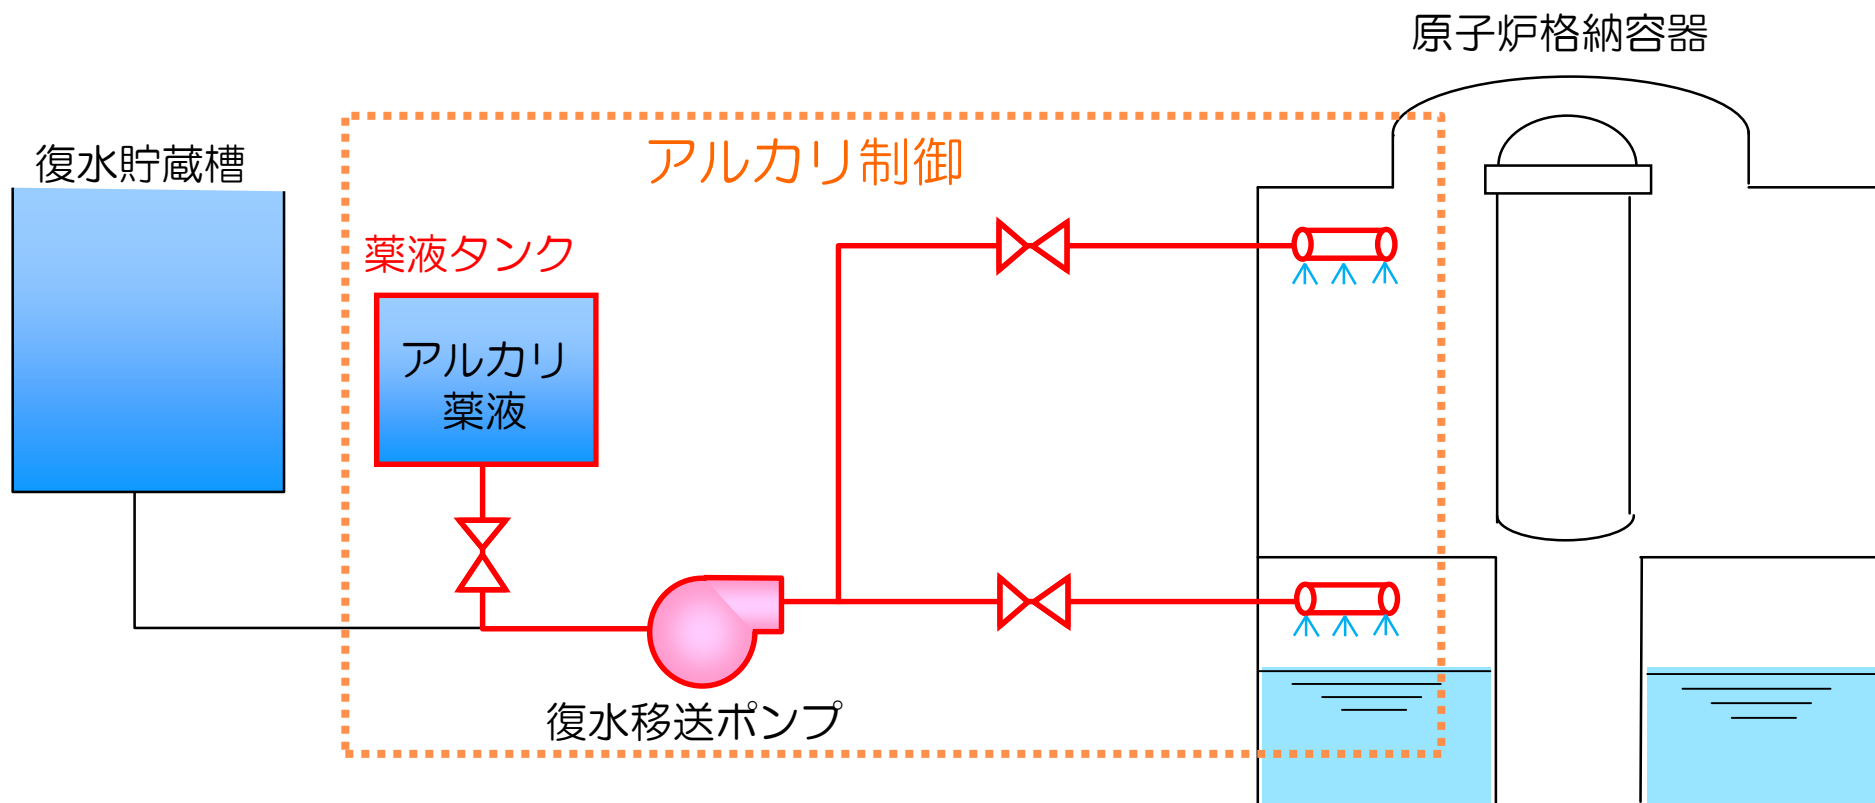 原子炉格納容器
復水貯蔵槽
アルカリ制御
薬液タンク
アルカリ
薬液
復水移送ポンプ